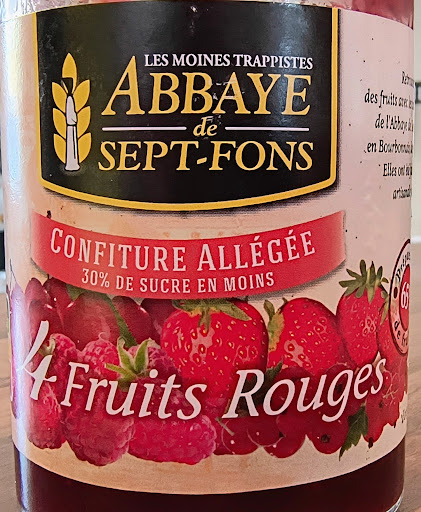 LES MOINES TRAPPISTES
ABBAYE
de
SEPT-FONS
des fruits avec
de l'Abbaye de
en Bourbonnais
Elles ont
CONFITURE ALLÉGÉE
30% DE SUCRE EN MOINS
4 Fruits Rouges